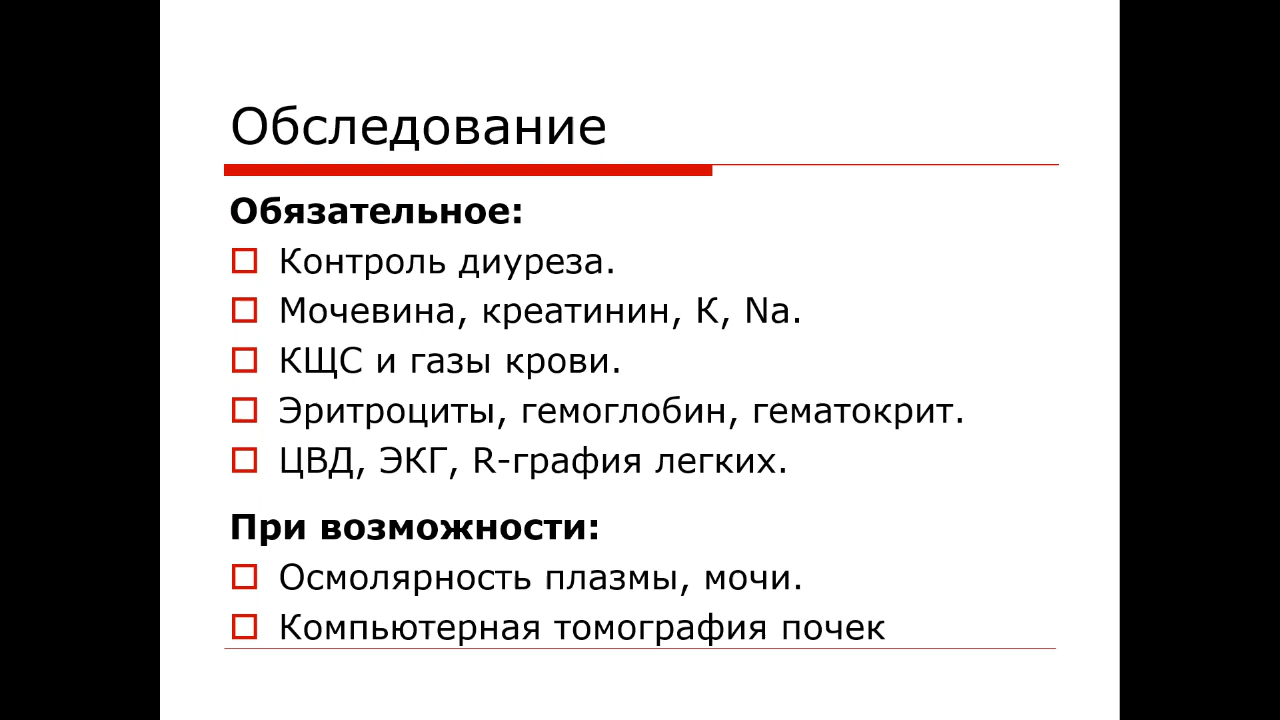 Обследование
Обязательное:
Контроль диуреза.
Мочевина, креатинин, К, Na.
КЩС и газы крови.
Эритроциты, гемоглобин, гематокрит.
ЦВД, ЭКГ, R-графия легких.
При возможности:
Осмолярность плазмы, мочи.
Компьютерная томография почек